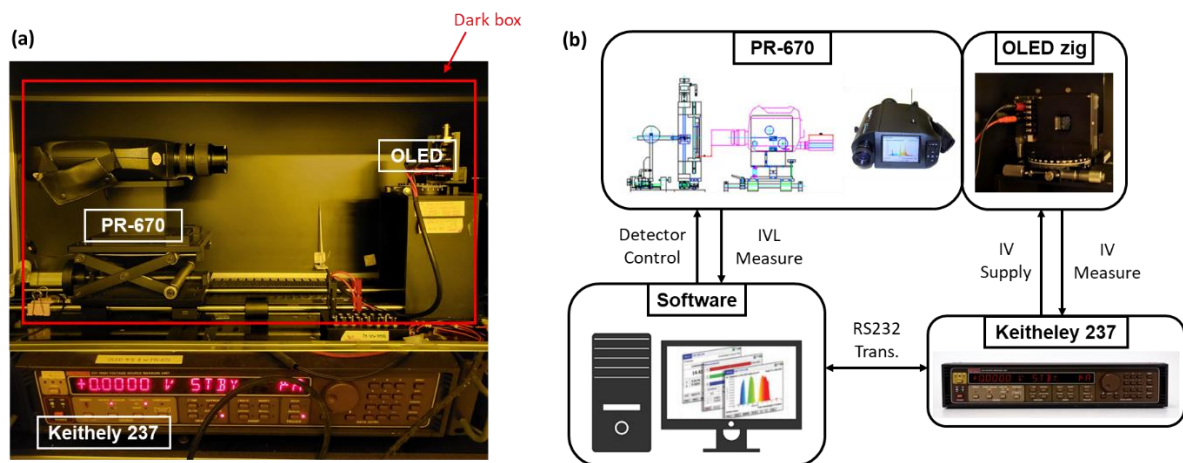 Dark box
(a)
OLED
PR-670
+0.0000 V STBY
Keithely 237
(b)
PR-670
OLED zig
Detector
Control
IVL
Measure
IV
Supply
IV
Measure
Software
RS232
Trans.
Keitheley 237